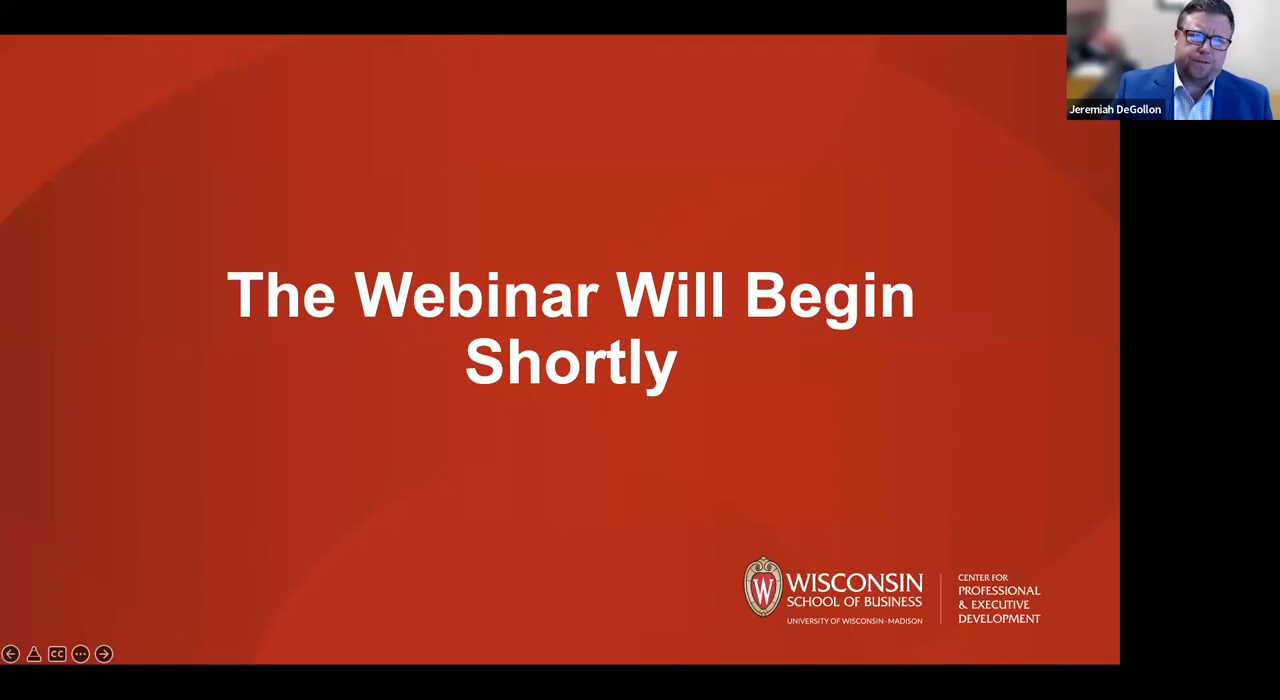 Jeremiah DeGollon
The Webinar Will Begin
Shortly
W
WISCONSIN
SCHOOL OF BUSINESS
UNIVERSITY OF WISCONSIN-MADISON
CENTER FOR
PROFESSIONAL
& EXECUTIVE
DEVELOPMENT
CC